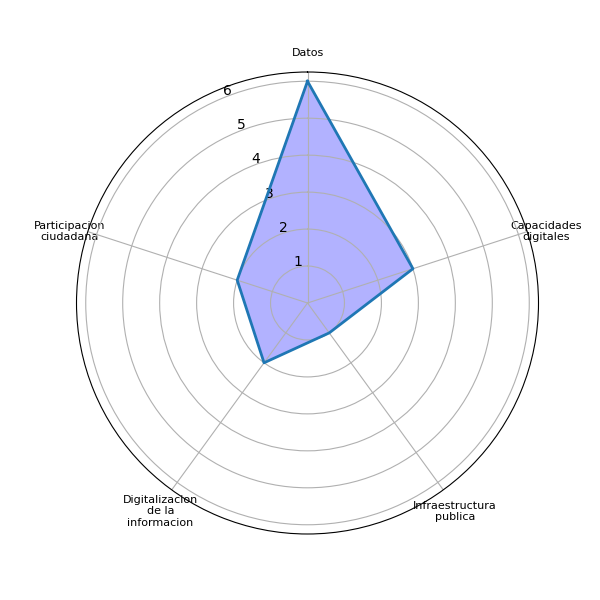 Datos
6
5
4
3
2
1
Participacion
ciudadana
Capacidades
digitales
Digitalizacion
de la
informacion
Infraestructura
publica